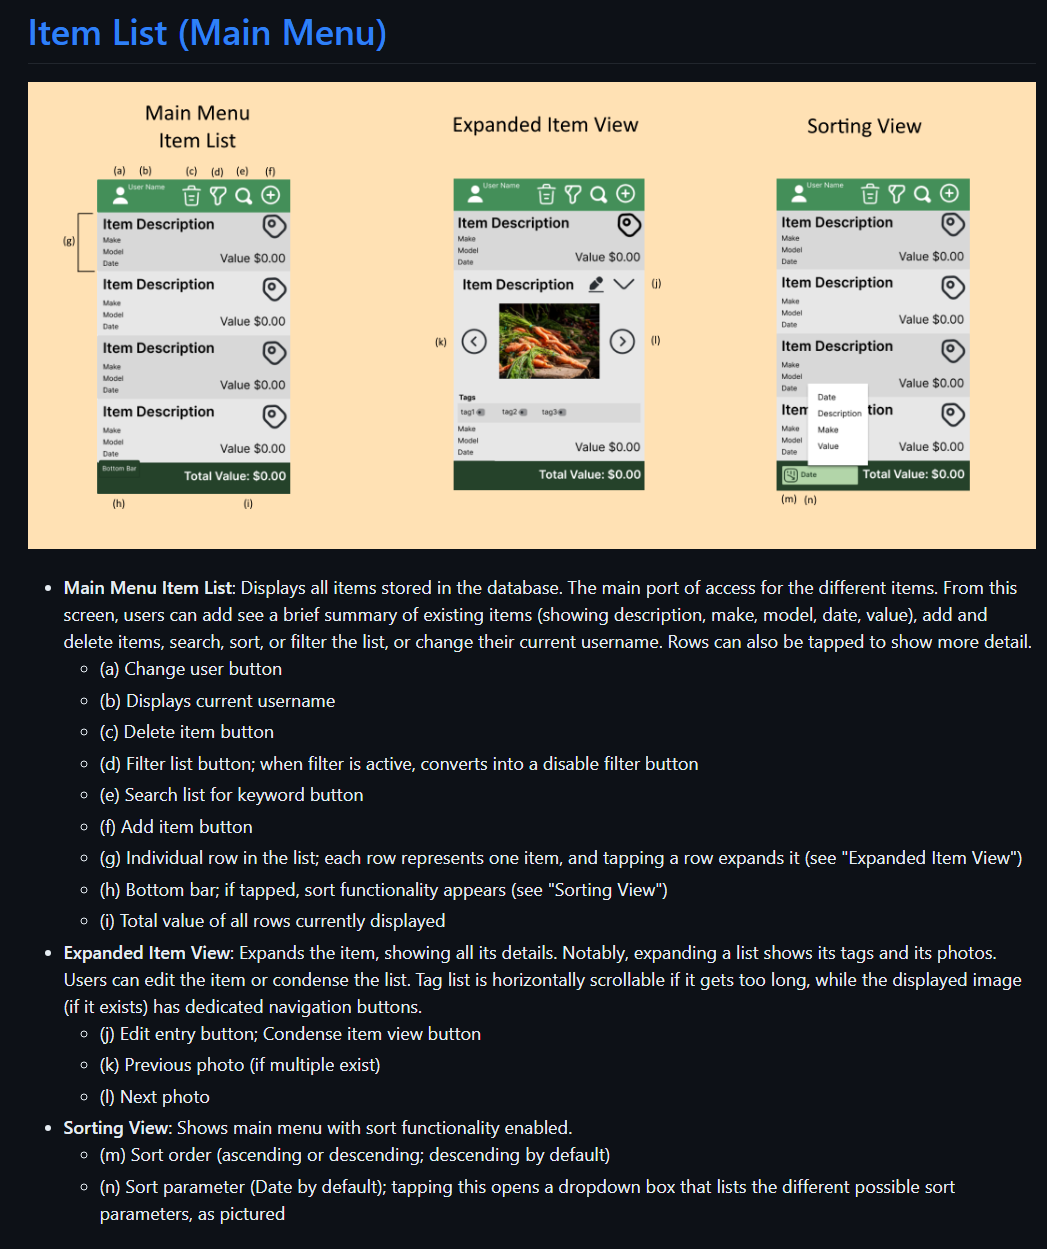 Item List (Main Menu)
Main Menu
Item List
(a) (b) (c) (d) (e) (f)
User Name
(g)
Item Description
Make
Model
Date
Value $0.00
Item Description
Make
Model
Date
Value $0.00
Item Description
Make
Model
Date
Value $0.00
Item Description
Make
Model
Date
Value $0.00
Bottom Bar
Total Value: $0.00
(h) (i)
Expanded Item View
User Name
Item Description
Make
Model
Date
Value $0.00
Item Description
(j)
(k)
(l)
Tags
tag1 tag2 tag3
Make
Model
Date
Value $0.00
Total Value: $0.00
Sorting View
User Name
Item Description
Make
Model
Date
Value $0.00
Item Description
Make
Model
Date
Value $0.00
Item Description
Make
Model
Date
Value $0.00
Item tion
Make
Model
Date
Value $0.00
Date
Description
Make
Value
Date
Total Value: $0.00
(m) (n)
• Main Menu Item List: Displays all items stored in the database. The main port of access for the different items. From this
screen, users can add see a brief summary of existing items (showing description, make, model, date, value), add and
delete items, search, sort, or filter the list, or change their current username. Rows can also be tapped to show more detail.
◦ (a) Change user button
◦ (b) Displays current username
◦ (c) Delete item button
◦ (d) Filter list button; when filter is active, converts into a disable filter button
◦ (e) Search list for keyword button
◦ (f) Add item button
◦ (g) Individual row in the list; each row represents one item, and tapping a row expands it (see "Expanded Item View")
◦ (h) Bottom bar; if tapped, sort functionality appears (see "Sorting View")
◦ (i) Total value of all rows currently displayed
• Expanded Item View: Expands the item, showing all its details. Notably, expanding a list shows its tags and its photos.
Users can edit the item or condense the list. Tag list is horizontally scrollable if it gets too long, while the displayed image
(if it exists) has dedicated navigation buttons.
◦ (j) Edit entry button; Condense item view button
◦ (k) Previous photo (if multiple exist)
◦ (l) Next photo
• Sorting View: Shows main menu with sort functionality enabled.
◦ (m) Sort order (ascending or descending; descending by default)
◦ (n) Sort parameter (Date by default); tapping this opens a dropdown box that lists the different possible sort
parameters, as pictured